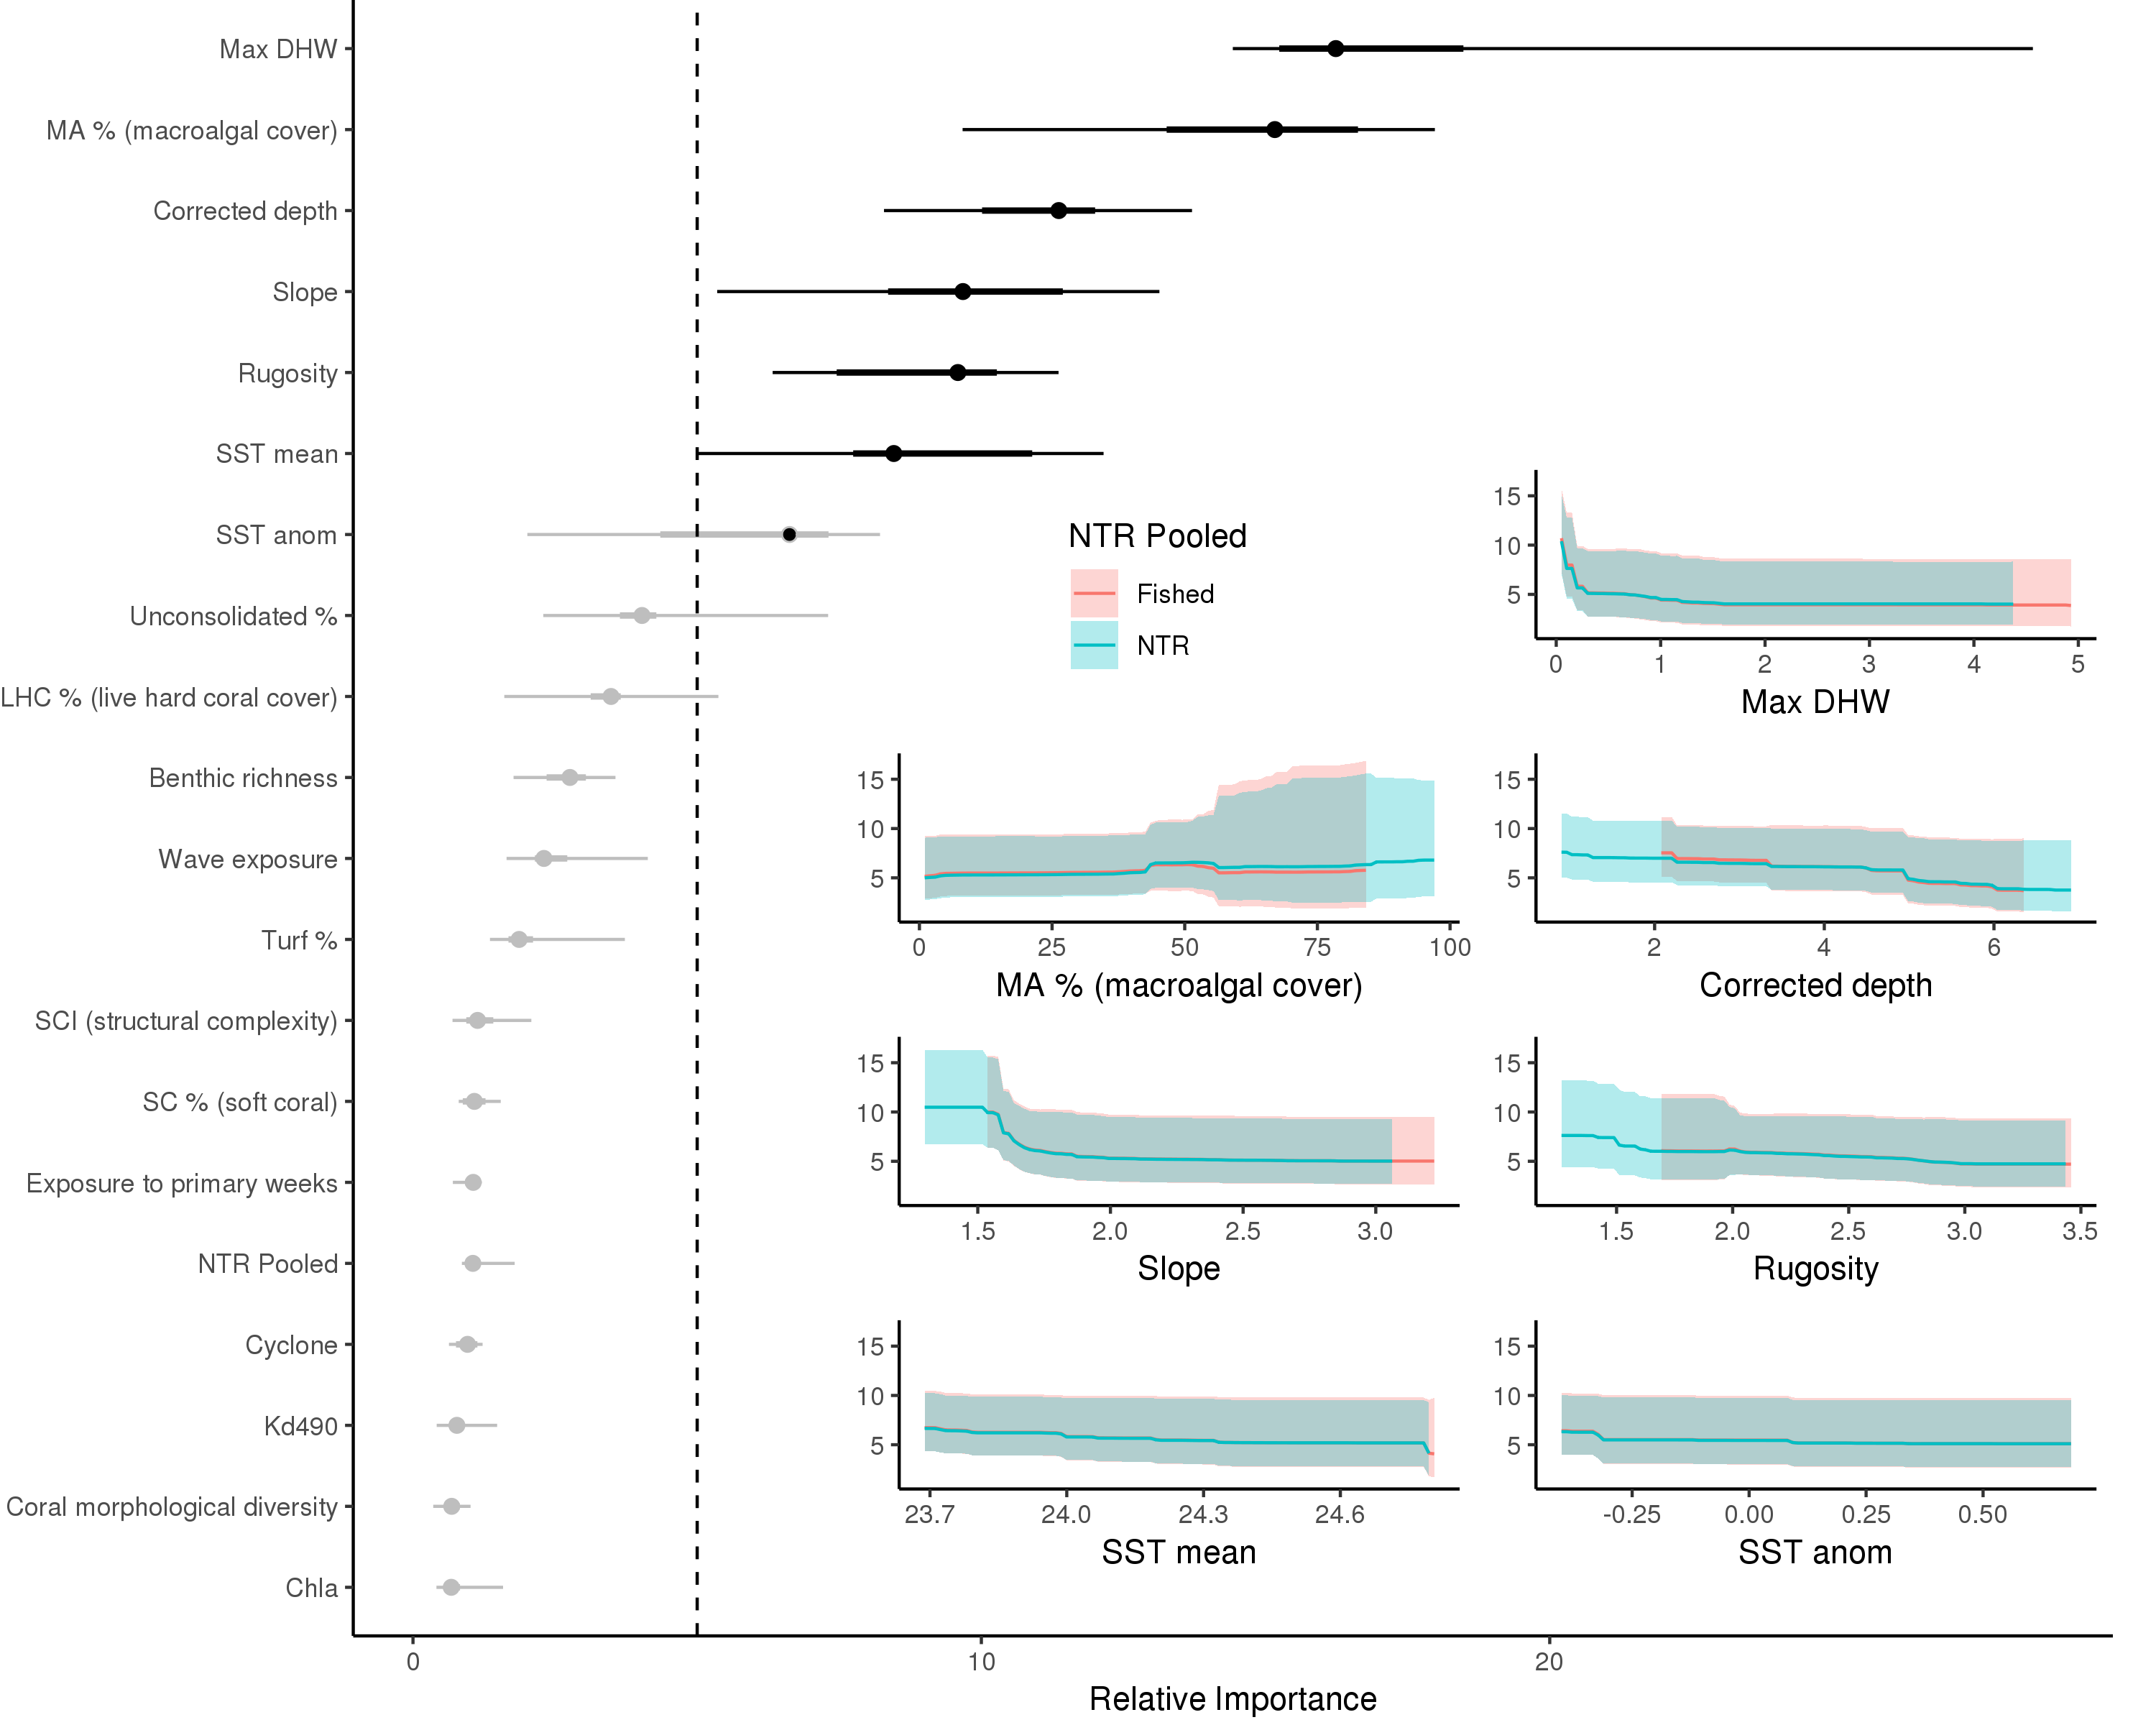 Max DHW
MA % (macroalgal cover)
Corrected depth
Slope
Rugosity
SST mean
SST anom
Unconsolidated %
LHC % (live hard coral cover)
Benthic richness
Wave exposure
Turf %
SCI (structural complexity)
SC % (soft coral)
Exposure to primary weeks
NTR Pooled
Cyclone
Kd490
Coral morphological diversity
Chla
0 10 20
Relative Importance
NTR Pooled
Fished
NTR
15
10
5
0 1 2 3 4 5
Max DHW
15
10
5
0 25 50 75 100
MA % (macroalgal cover)
15
10
5
2 4 6
Corrected depth
15
10
5
1.5 2.0 2.5 3.0
Slope
15
10
5
1.5 2.0 2.5 3.0 3.5
Rugosity
15
10
5
23.7 24.0 24.3 24.6
SST mean
15
10
5
-0.25 0.00 0.25 0.50
SST anom